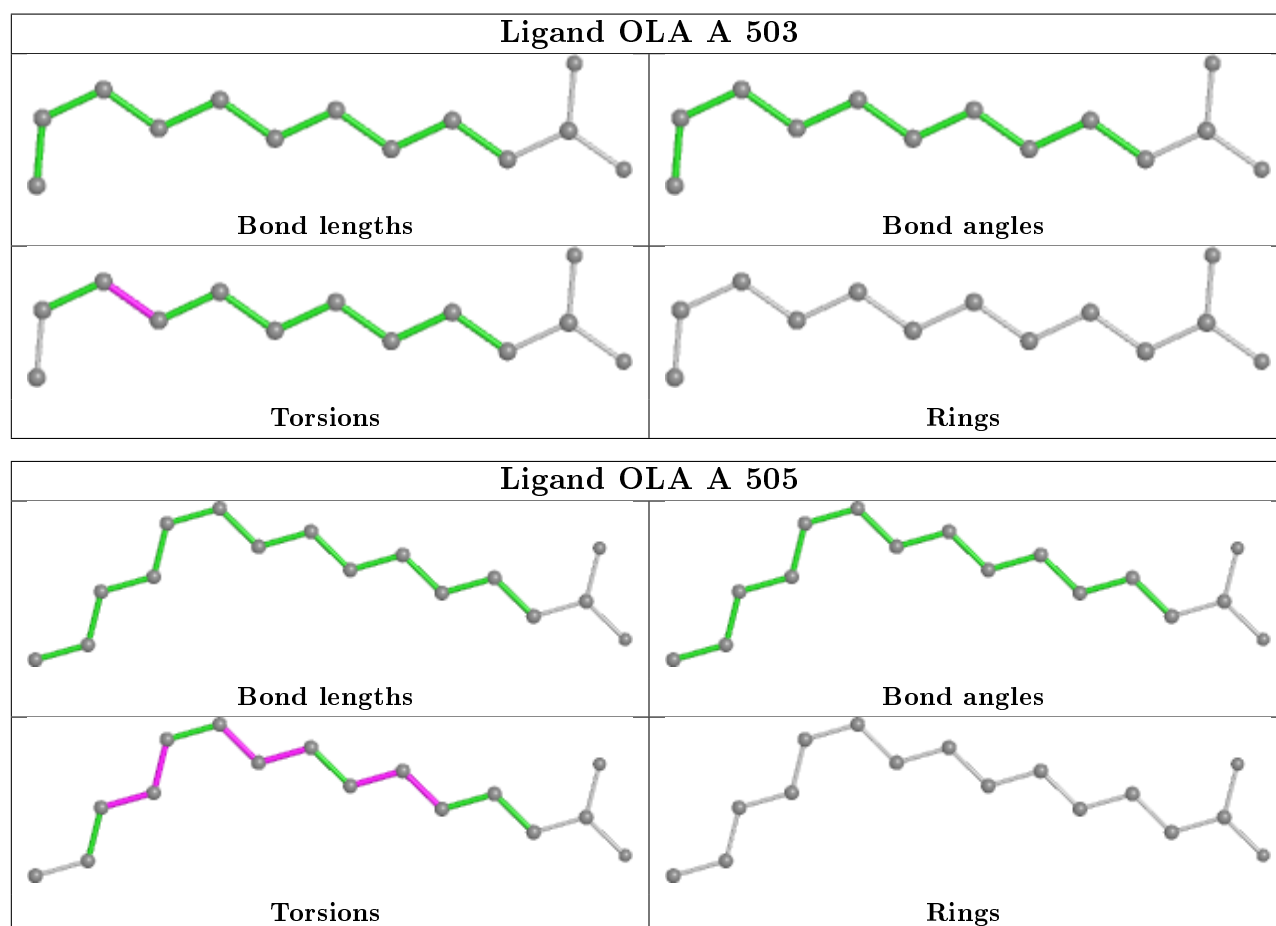 Ligand OLA A 503
Bond lengths
Bond angles
Torsions
Rings
Ligand OLA A 505
Bond lengths
Bond angles
Torsions
Rings